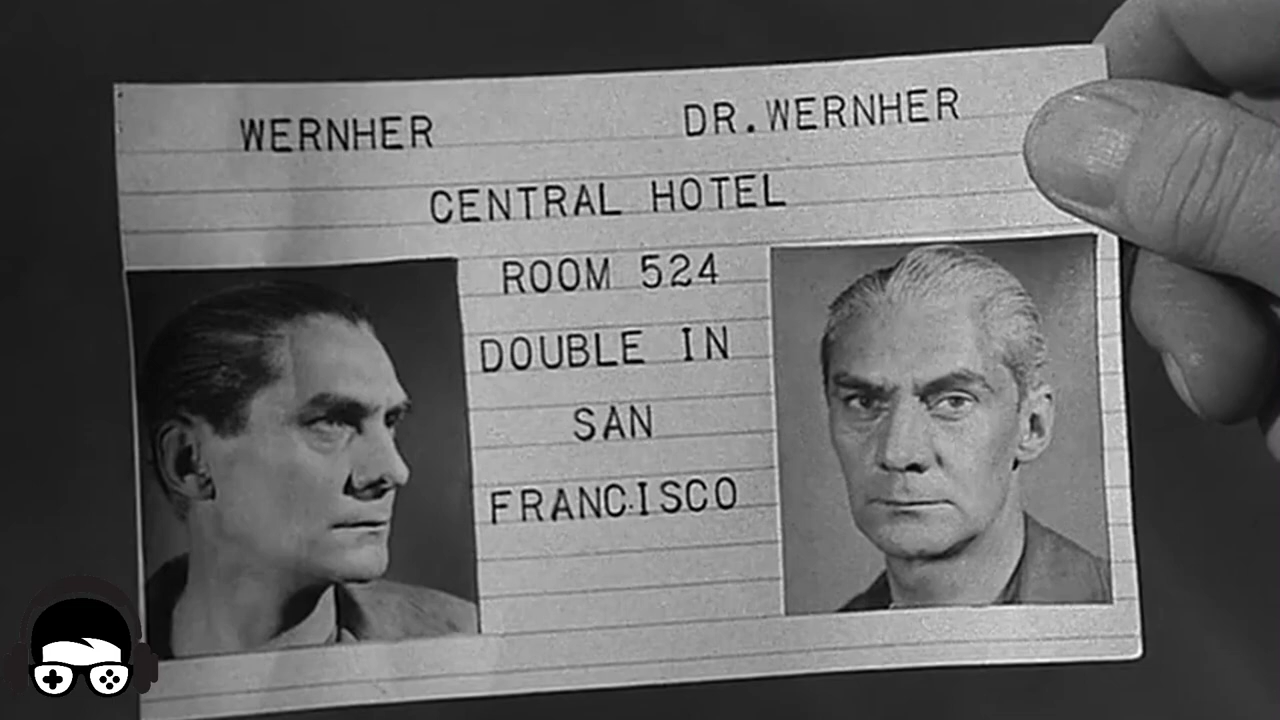 WERNHER DR. WERNHER
CENTRAL HOTEL
ROOM 524
DOUBLE IN
SAN
FRANCISCO